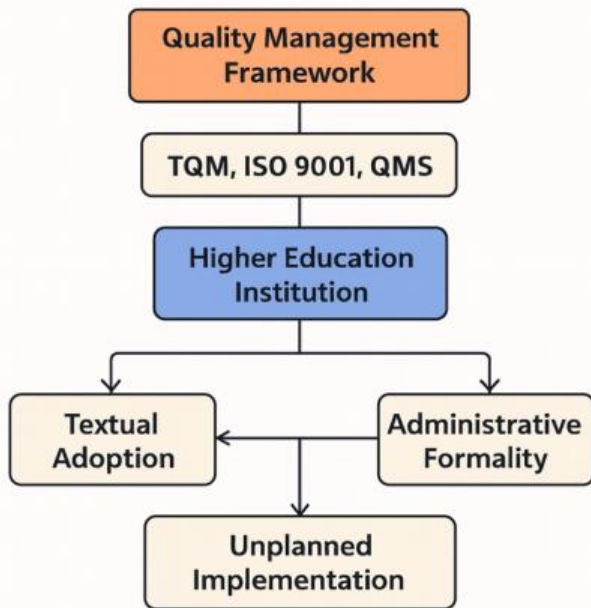 Quality Management
Framework
TQM, ISO 9001, QMS
Higher Education
Institution
Textual
Adoption
Administrative
Formality
Unplanned
Implementation